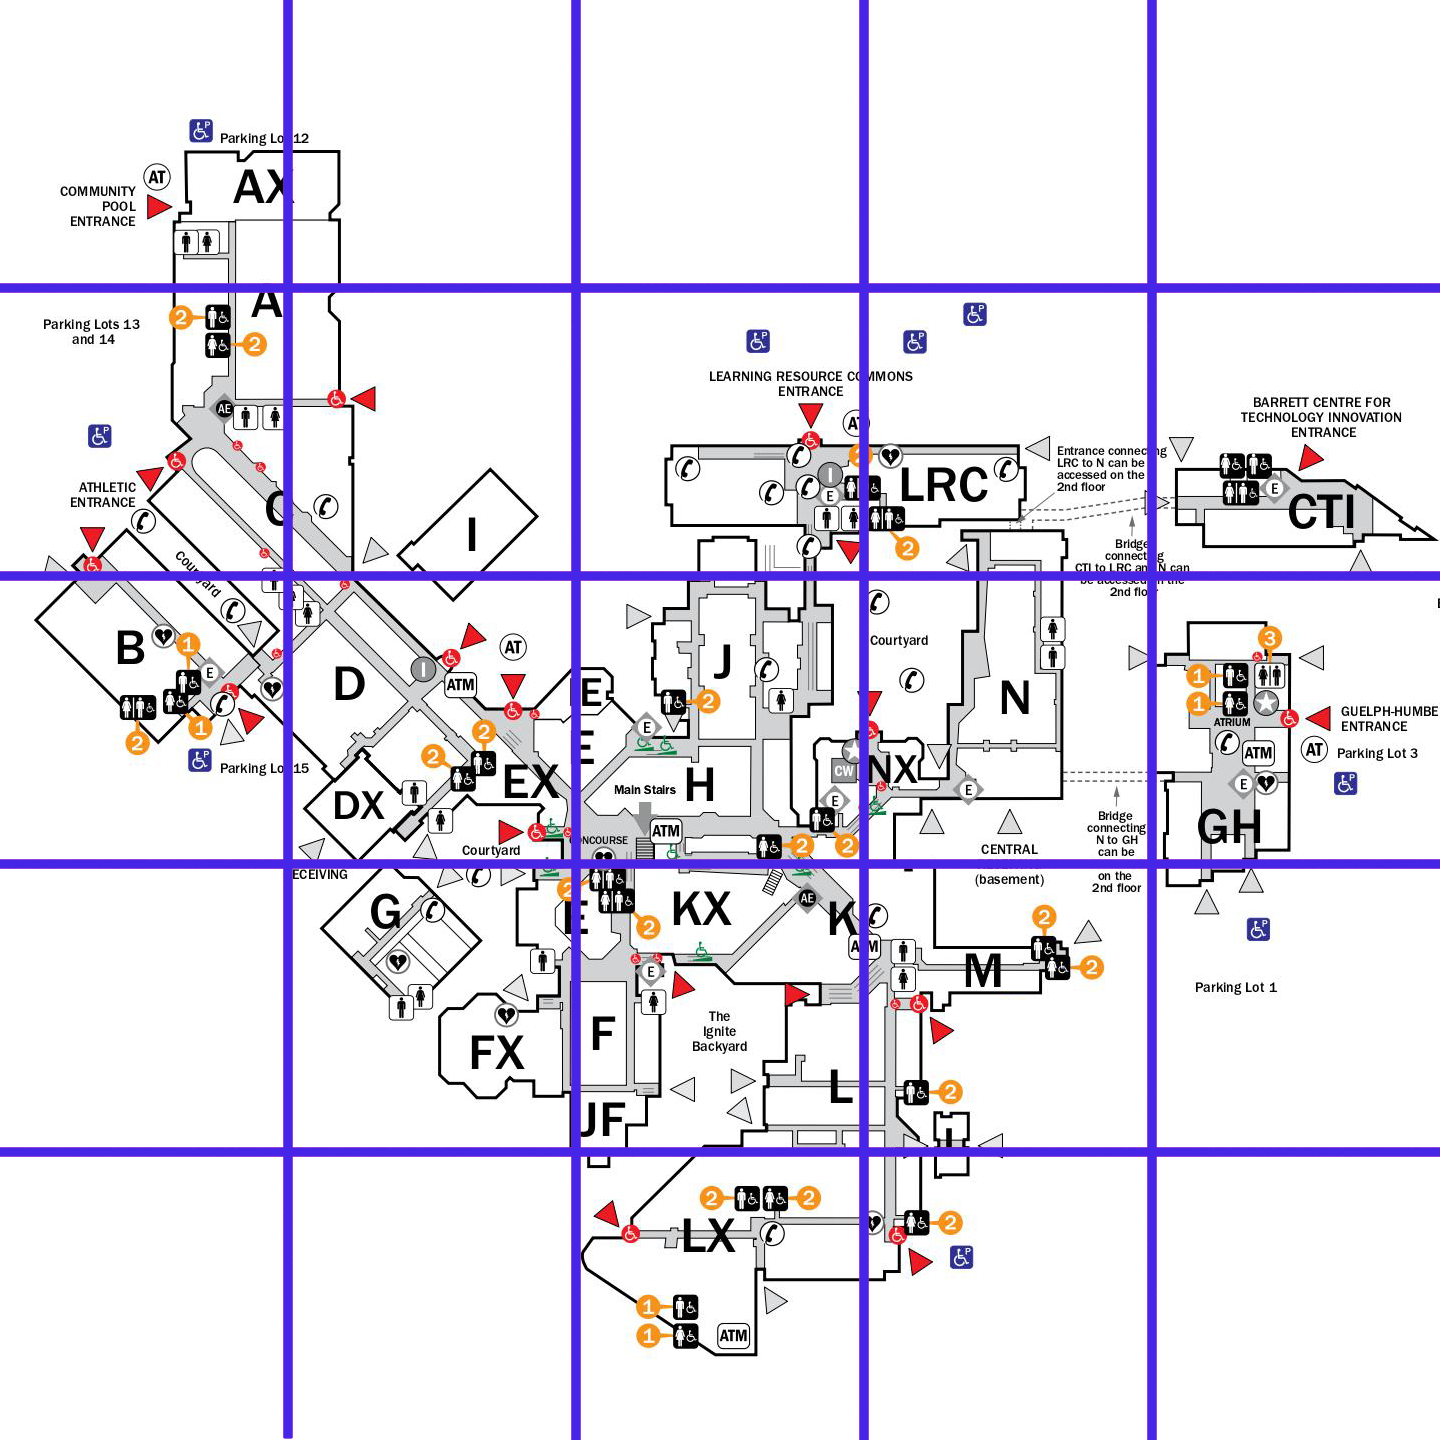 Parking Lot 12
AT
COMMUNITY
POOL
ENTRANCE
AX
A
Parking Lots 13
and 14
2
2
AE
LEARNING RESOURCE COMMONS
ENTRANCE
AT
BARRETT CENTRE FOR
TECHNOLOGY INNOVATION
ENTRANCE
Entrance connecting
LRC to N can be
accessed on the
2nd floor
ATHLETIC
ENTRANCE
C
I
I
E
LRC
2
E
CTI
Bridge
connecting
CTI to LRC and N can
be accessed on the
2nd floor
Courtyard
B
1
E
1
2
Parking Lot 15
D
I
AT
ATM
2
2
DX
EX
E
E
E
J
2
H
Main Stairs
ATM
CONCOURSE
2
2
Courtyard
NX
CW
E
N
E
CENTRAL
(basement)
Bridge
connecting
N to GH
can be
on the
2nd floor
3
1
1
ATRIUM
ATM
E
GH
GUELPH-HUMBE
ENTRANCE
AT
Parking Lot 3
Courtyard
ECEIVING
G
2
E
2
KX
AE
K
ATM
E
M
2
2
Parking Lot 1
FX
F
The
Ignite
Backyard
L
2
JF
2
2
LX
2
1
1
ATM